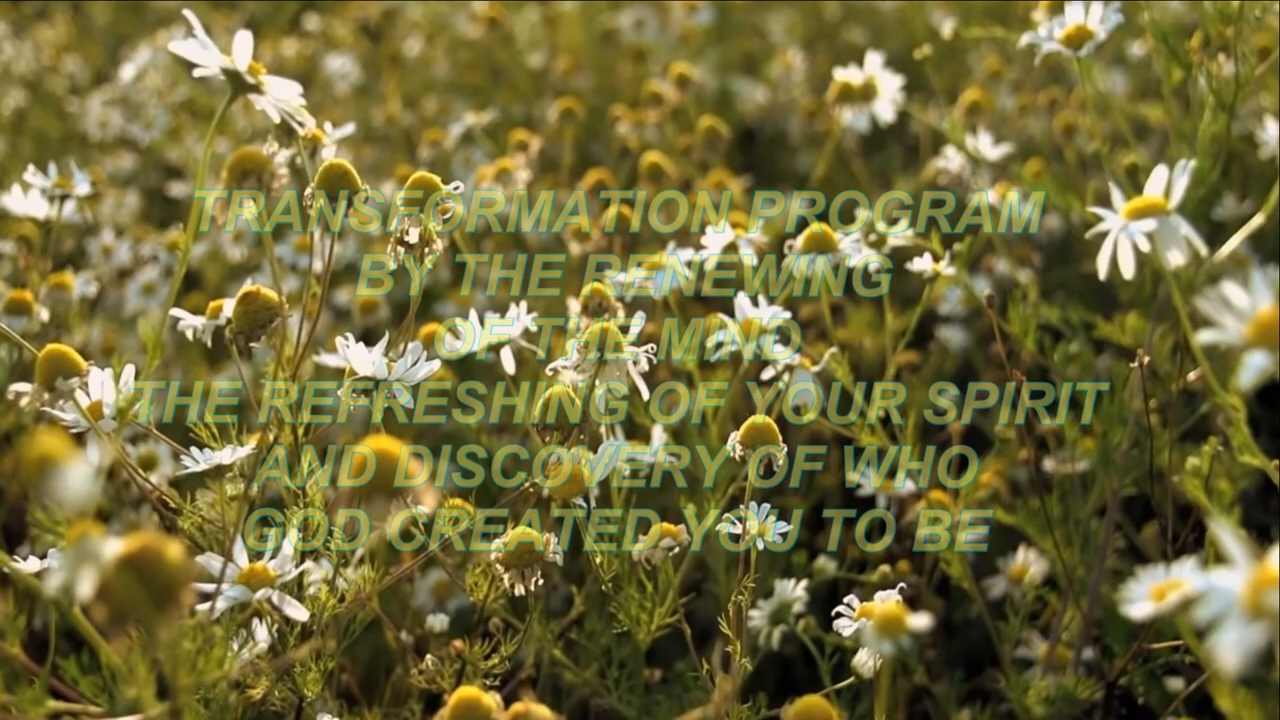 TRANSFORMATION PROGRAM
BY THE RENEWING
OF THE MIND
THE REFRESHING OF YOUR SPIRIT
AND DISCOVERY OF WHO
GOD CREATED YOU TO BE